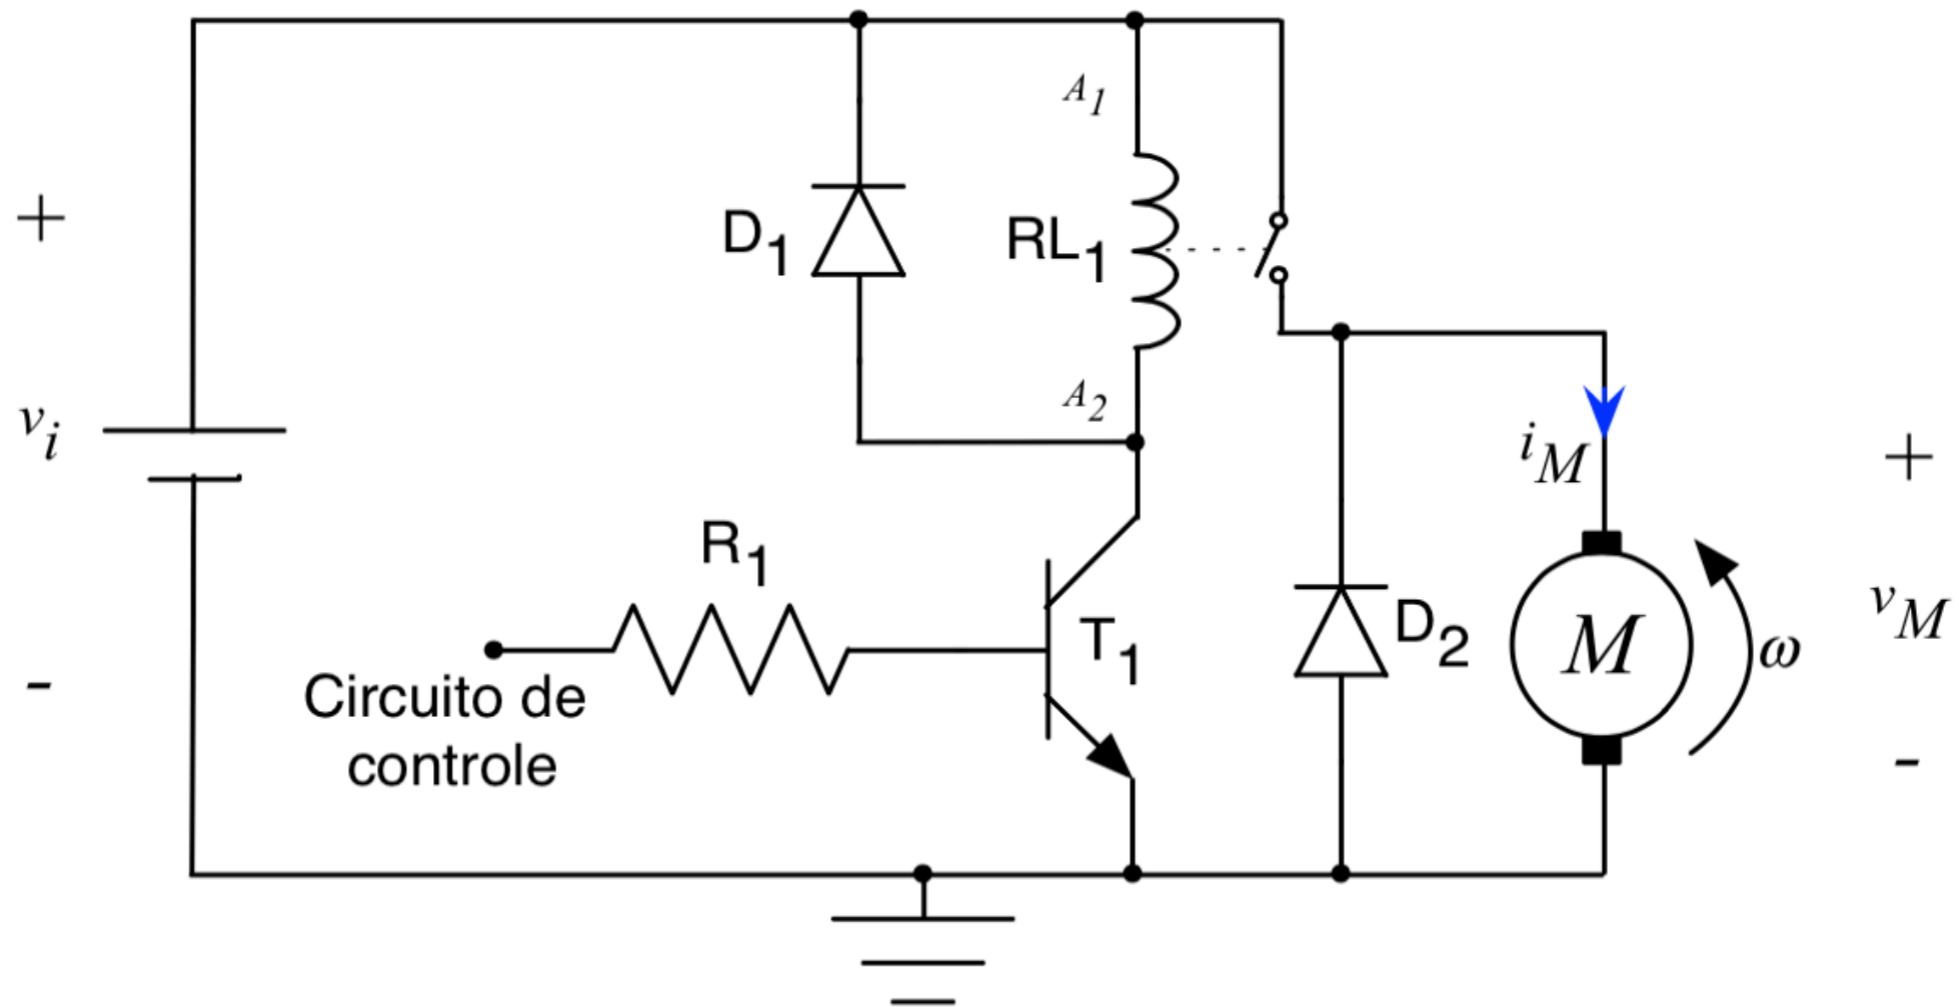 A1
+
D1
RL1
A2
vi
iM
+
R1
vM
T1
D2
M
ω
-
Circuito de
controle
-